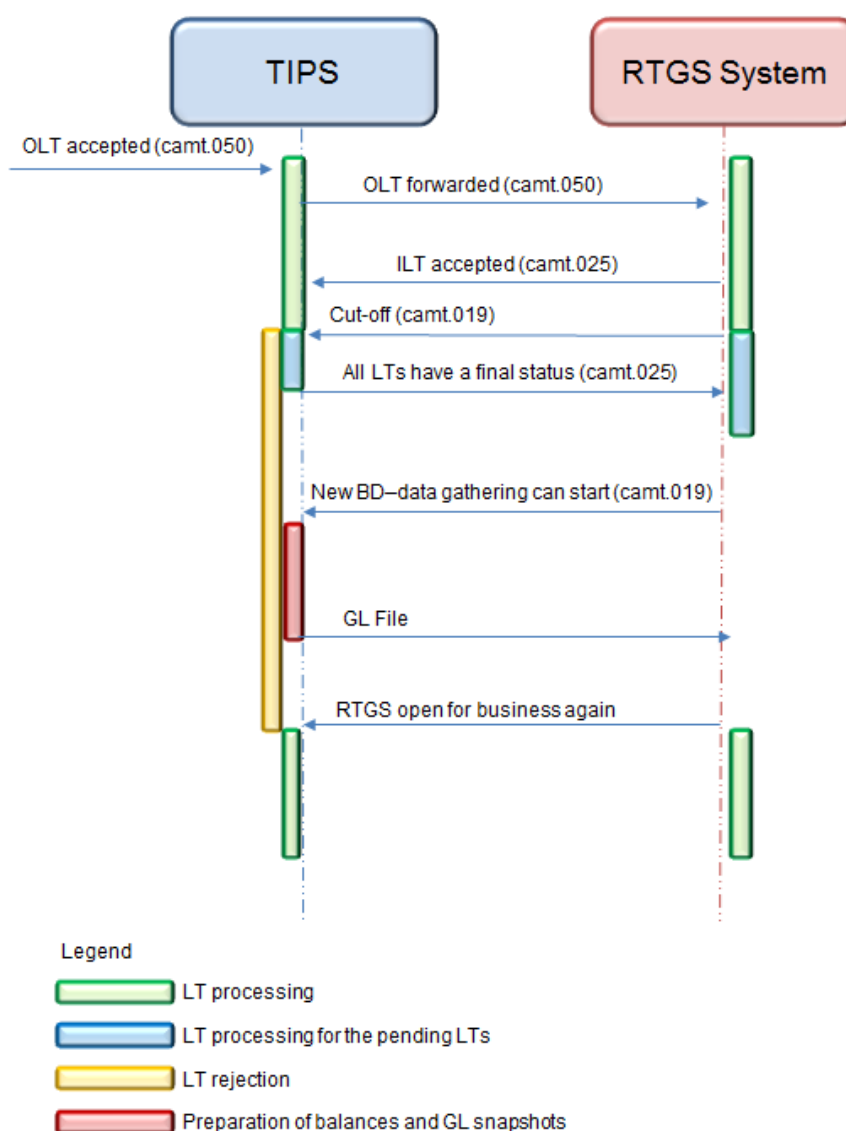 TIPS
RTGS System
OLT accepted (camt.050)
OLT forwarded (camt.050)
ILT accepted (camt.025)
Cut-off (camt.019)
All LTs have a final status (camt.025)
New BD–data gathering can start (camt.019)
GL File
RTGS open for business again
Legend
LT processing
LT processing for the pending LTs
LT rejection
Preparation of balances and GL snapshots